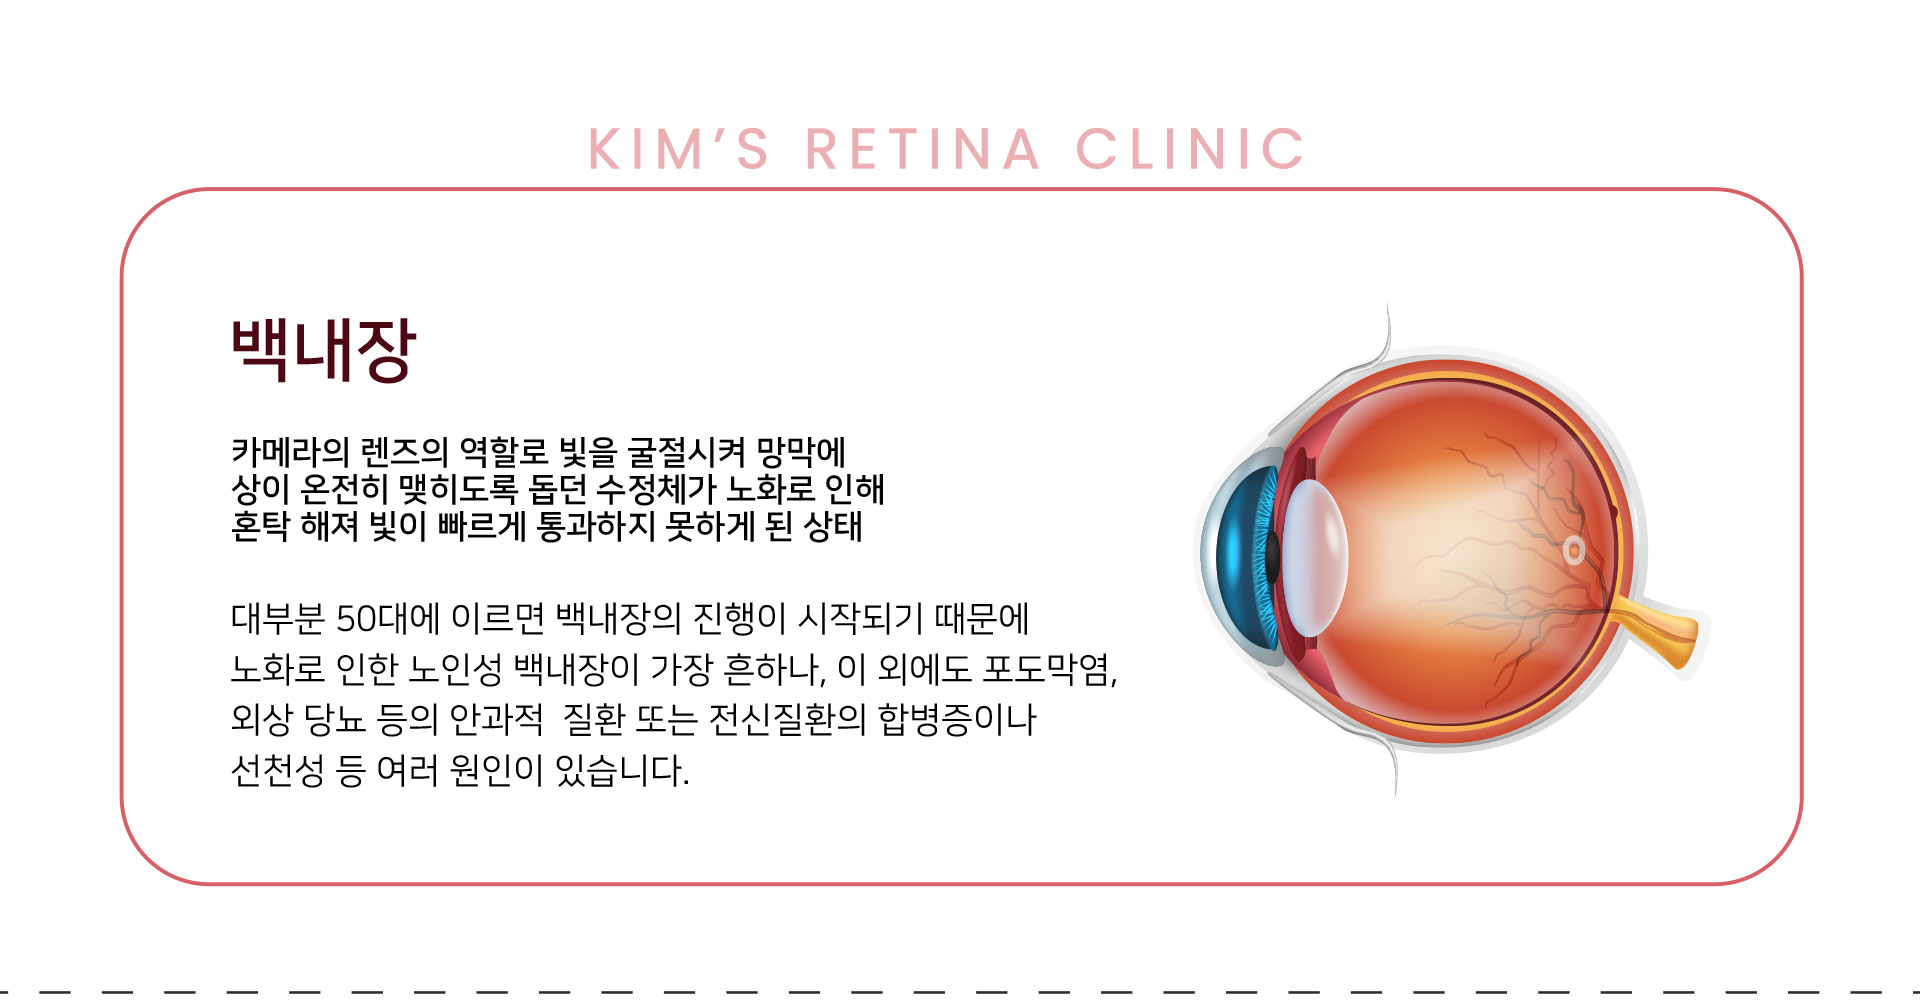 KIM’S RETINA CLINIC
백내장
카메라의 렌즈의 역할로 빛을 굴절시켜 망막에
상이 온전히 맺히도록 돕던 수정체가 노화로 인해
혼탁 해져 빛이 빠르게 통과하지 못하게 된 상태
대부분 50대에 이르면 백내장의 진행이 시작되기 때문에
노화로 인한 노인성 백내장이 가장 흔하나, 이 외에도 포도막염,
외상 당뇨 등의 안과적  질환 또는 전신질환의 합병증이나
선천성 등 여러 원인이 있습니다.